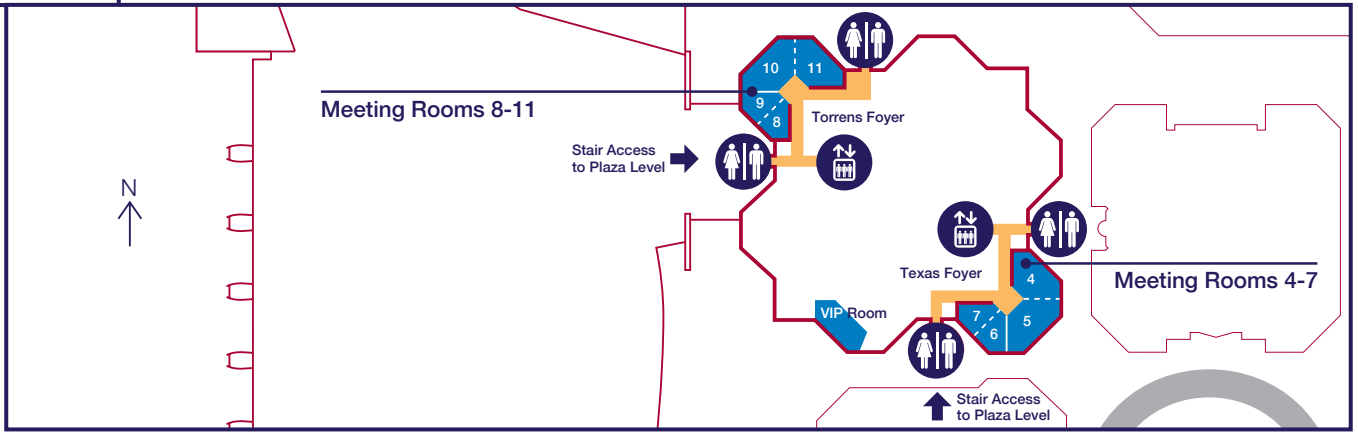 10
11
Meeting Rooms 8-11
9
8
Torrens Foyer
Stair Access
to Plaza Level
N
Texas Foyer
4
Meeting Rooms 4-7
VIP Room
7
6
5
Stair Access
to Plaza Level